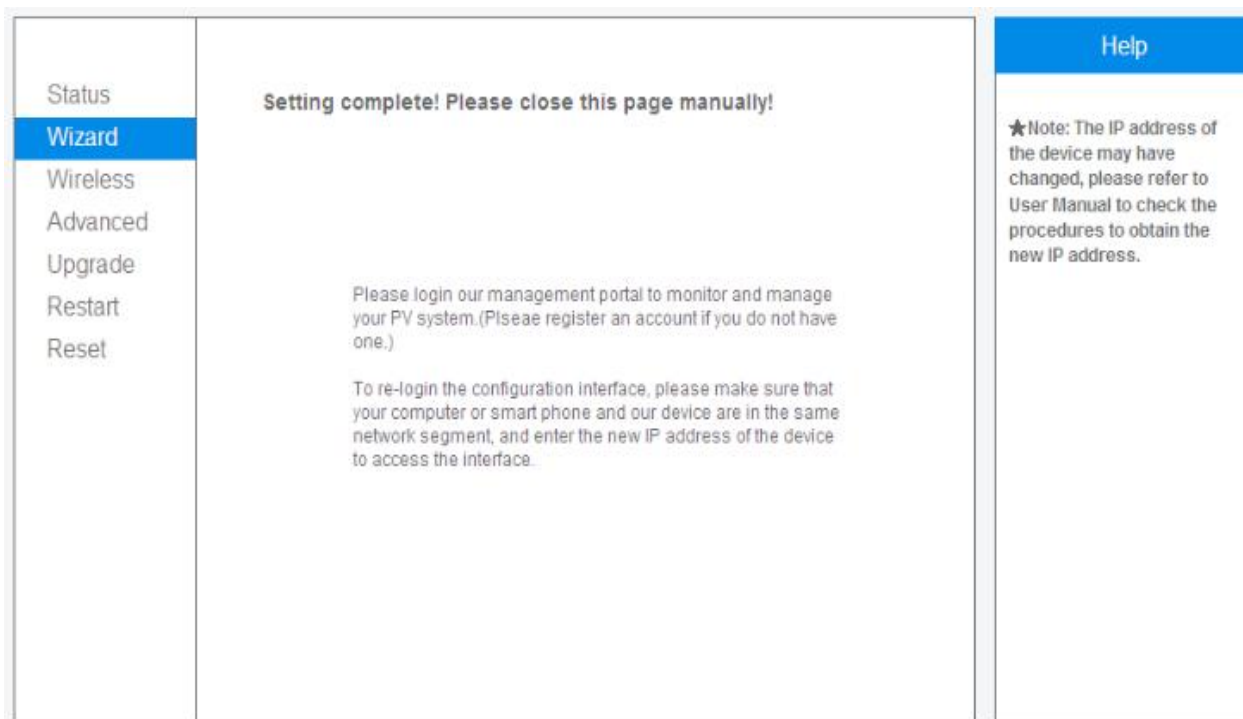 Status
Wizard
Wireless
Advanced
Upgrade
Restart
Reset
Setting complete! Please close this page manually!
Please login our management portal to monitor and manage
your PV system.(Plseae register an account if you do not have
one.)
To re-login the configuration interface, please make sure that
your computer or smart phone and our device are in the same
network segment, and enter the new IP address of the device
to access the interface.
Help
★Note: The IP address of
the device may have
changed, please refer to
User Manual to check the
procedures to obtain the
new IP address.